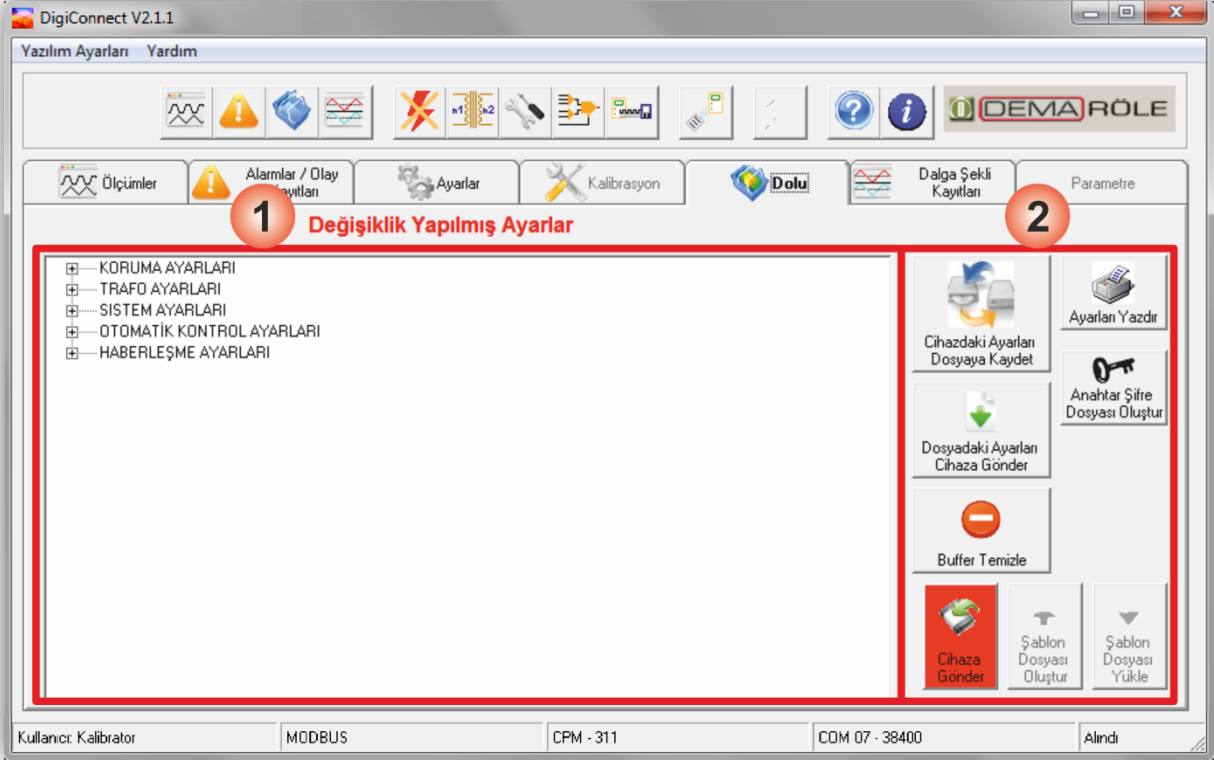 DigiConnect V2.1.1
Yazılım Ayarları Yardım
n1 n2
DEMA RÖLE
Ölçümler
Alarmlar / Olay
Ayarlar
Kalibrasyon
Dolu
Dalga Şekli
Kayıtları
Parametre
1
2
Değişiklik Yapılmış Ayarlar
KORUMA AYARLARI
TRAFO AYARLARI
SISTEM AYARLARI
OTOMATİK KONTROL AYARLARI
HABERLEŞME AYARLARI
Cihazdaki Ayarları
Dosyaya Kaydet
Ayarları Yazdır
Anahtar Şifre
Dosyası Oluştur
Dosyadaki Ayarları
Cihaza Gönder
Buffer Temizle
Cihaza
Gönder
Şablon
Dosyası
Oluştur
Şablon
Dosyası
Yükle
Kullanıcı: Kalibrator
MODBUS
CPM - 311
COM 07 - 38400
Alındı